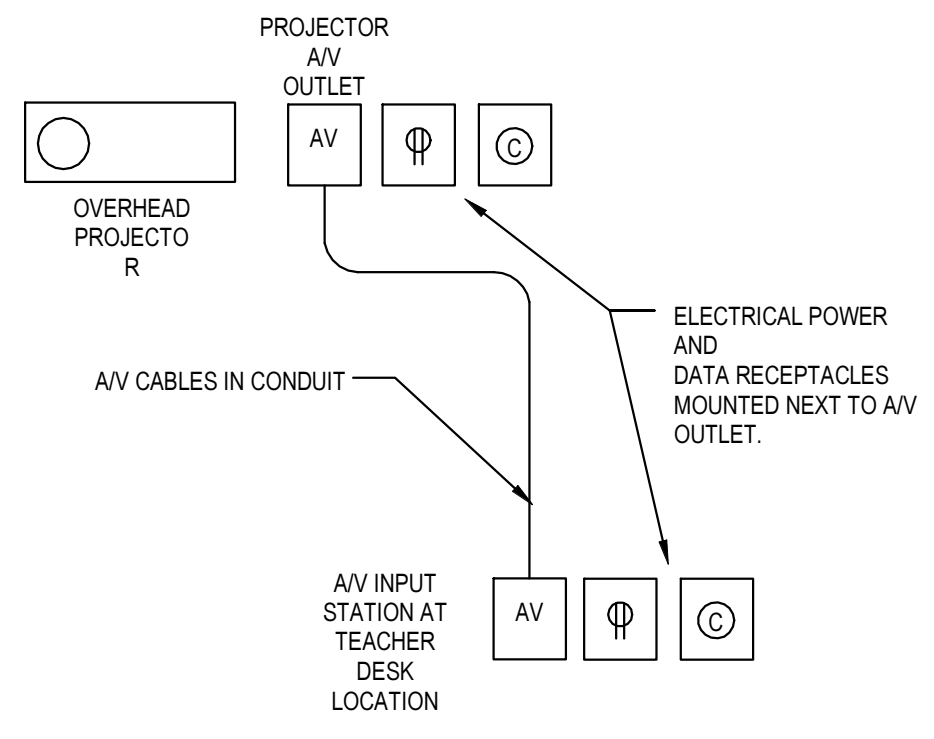 PROJECTOR
A/V
OUTLET
AV
C
OVERHEAD
PROJECTO
R
ELECTRICAL POWER
AND
DATA RECEPTACLES
MOUNTED NEXT TO A/V
OUTLET.
A/V CABLES IN CONDUIT
A/V INPUT
STATION AT
TEACHER
DESK
LOCATION
AV
C